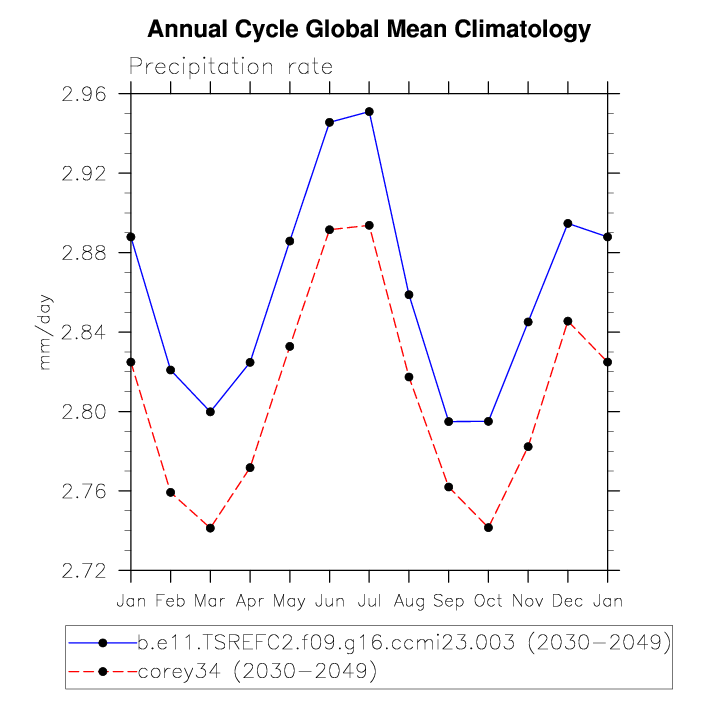 Annual Cycle Global Mean Climatology
Precipitation rate
2.96
2.92
2.88
2.84
2.80
2.76
2.72
mm/day
Jan Feb Mar Apr May Jun Jul Aug Sep Oct Nov Dec Jan
b.e11.TSREFC2.f09.g16.ccmi23.003 (2030-2049)
corey34 (2030-2049)